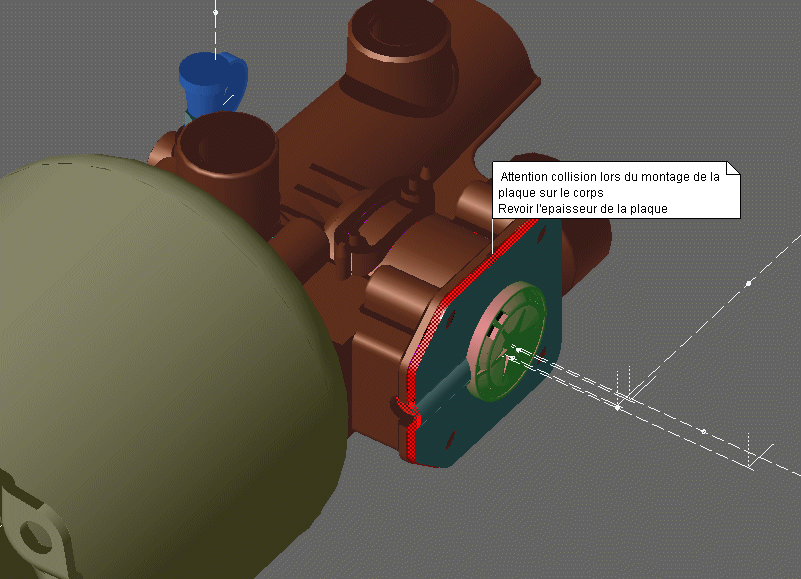 Attention collision lors du montage de la
plaque sur le corps
Revoir l'epaisseur de la plaque